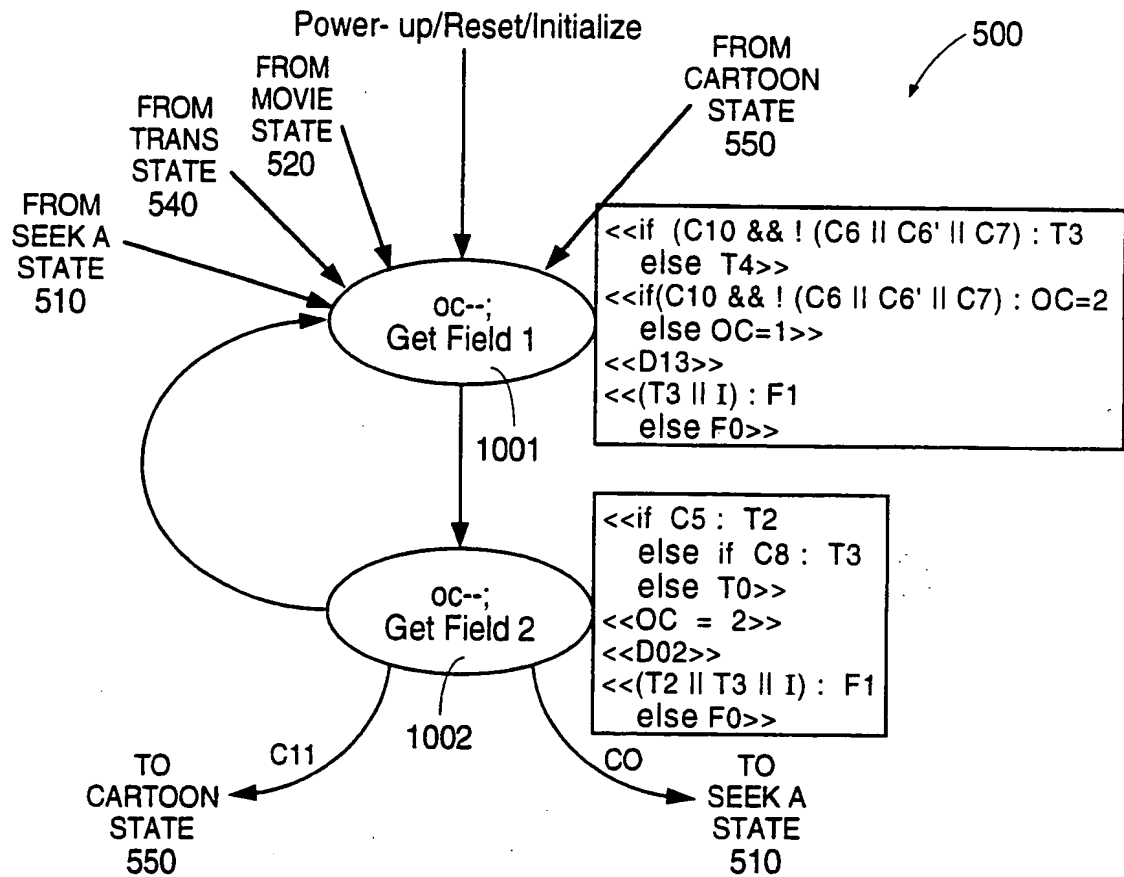 Power- up/Reset/Initialize
500
FROM
CARTOON
STATE
550
FROM
MOVIE
STATE
520
FROM
TRANS
STATE
540
FROM
SEEK A
STATE
510
oc--;
Get Field 1
1001
<<if (C10 && ! (C6 || C6' || C7) : T3
else T4>>
<<if(C10 && ! (C6 || C6' || C7) : OC=2
else OC=1>>
<<D13>>
<<(T3 || I) : F1
else F0>>
oc--;
Get Field 2
1002
<<if C5 : T2
else if C8 : T3
else T0>>
<<OC = 2>>
<<D02>>
<<(T2 || T3 || I) : F1
else F0>>
C11
TO
CARTOON
STATE
550
CO
TO
SEEK A
STATE
510